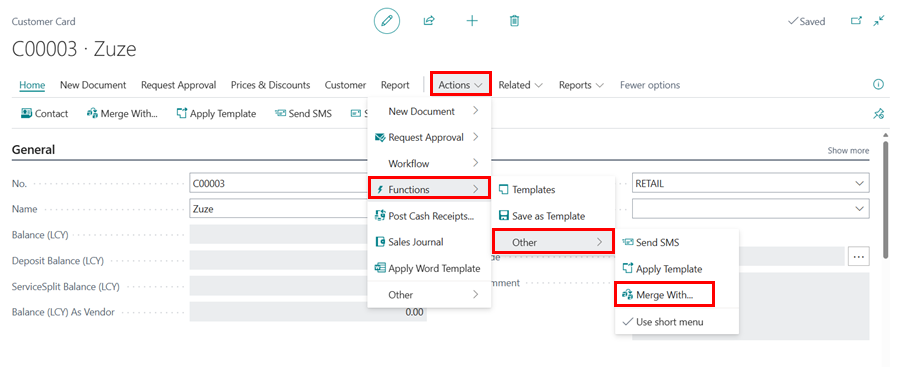 Customer Card
Saved
C00003 · Zuze
Home New Document Request Approval Prices & Discounts Customer Report Actions Related Reports Fewer options
Contact Merge With... Apply Template Send SMS S
New Document
Request Approval
Workflow
Functions
Post Cash Receipts...
Sales Journal
Apply Word Template
Other
Templates
Save as Template
Other
Send SMS
Apply Template
Merge With...
Use short menu
General Show more
No. C00003 RETAIL
Name Zuze
Balance (LCY)
Deposit Balance (LCY) de
ServiceSplit Balance (LCY) mment
Balance (LCY) As Vendor 0.00